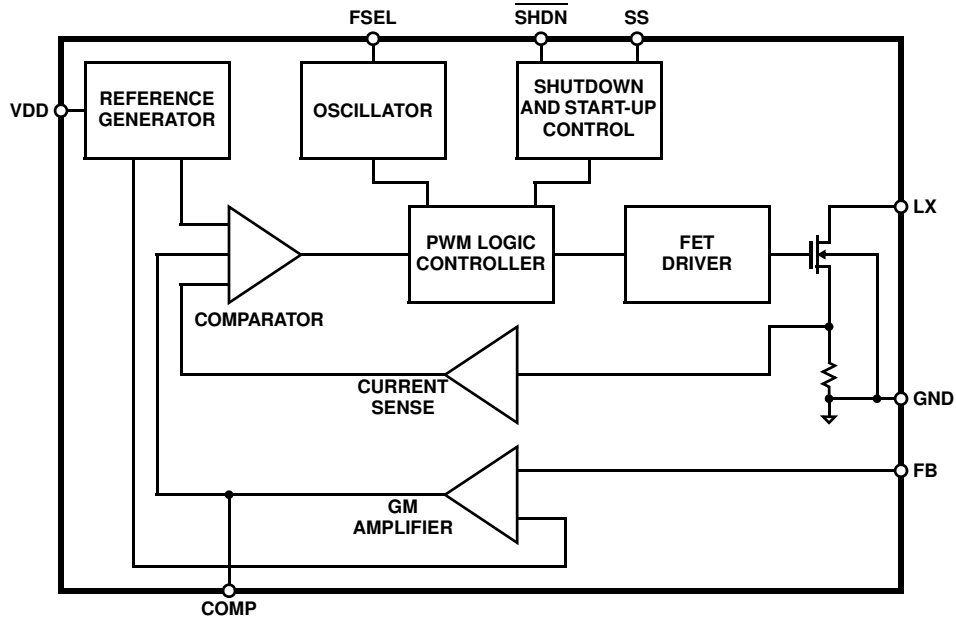 FSEL
SHDN
SS
VDD
REFERENCE
GENERATOR
OSCILLATOR
SHUTDOWN
AND START-UP
CONTROL
LX
PWM LOGIC
CONTROLLER
FET
DRIVER
COMPARATOR
CURRENT
SENSE
GND
FB
GM
AMPLIFIER
COMP